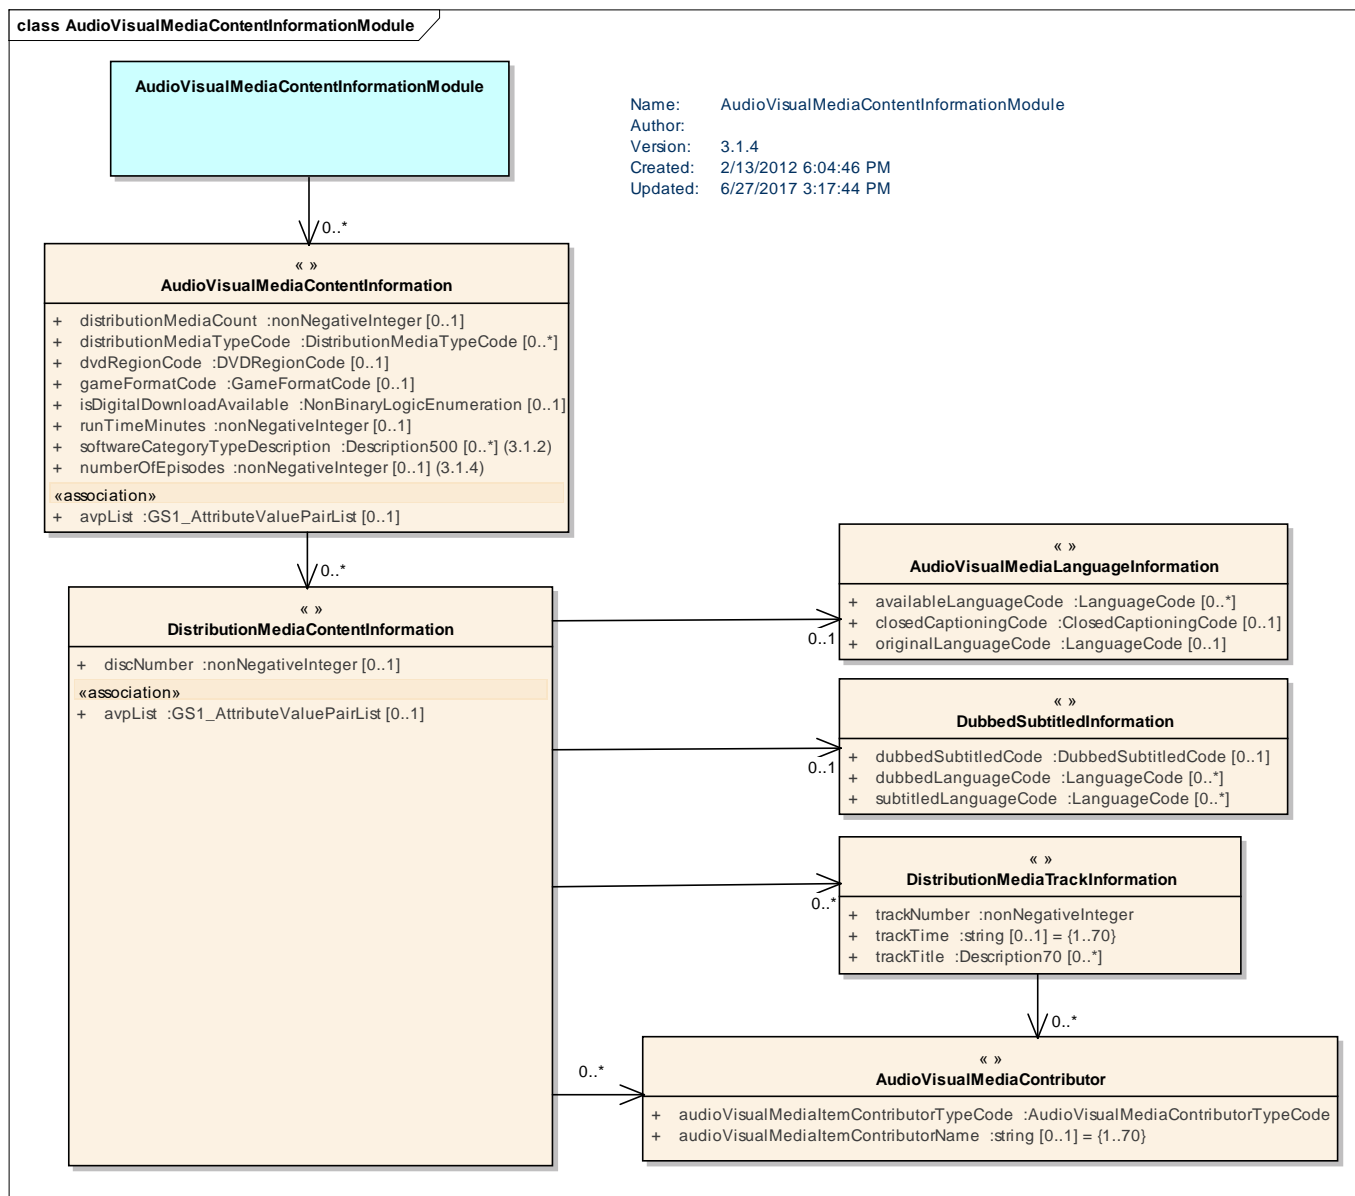 class AudioVisualMediaContentInformationModule
AudioVisualMediaContentInformationModule
Name: AudioVisualMediaContentInformationModule
Author:
Version: 3.1.4
Created: 2/13/2012 6:04:46 PM
Updated: 6/27/2017 3:17:44 PM
0..*
« »
AudioVisualMediaContentInformation
+ distributionMediaCount :nonNegativeInteger [0..1]
+ distributionMediaTypeCode :DistributionMediaTypeCode [0..*]
+ dvdRegionCode :DVDRegionCode [0..1]
+ gameFormatCode :GameFormatCode [0..1]
+ isDigitalDownloadAvailable :NonBinaryLogicEnumeration [0..1]
+ runTimeMinutes :nonNegativeInteger [0..1]
+ softwareCategoryTypeDescription :Description500 [0..*] (3.1.2)
+ numberOfEpisodes :nonNegativeInteger [0..1] (3.1.4)
«association»
+ avpList :GS1_AttributeValuePairList [0..1]
0..*
« »
DistributionMediaContentInformation
+ discNumber :nonNegativeInteger [0..1]
«association»
+ avpList :GS1_AttributeValuePairList [0..1]
0..1
« »
AudioVisualMediaLanguageInformation
+ availableLanguageCode :LanguageCode [0..*]
+ closedCaptioningCode :ClosedCaptioningCode [0..1]
+ originalLanguageCode :LanguageCode [0..1]
0..1
« »
DubbedSubtitledInformation
+ dubbedSubtitledCode :DubbedSubtitledCode [0..1]
+ dubbedLanguageCode :LanguageCode [0..*]
+ subtitledLanguageCode :LanguageCode [0..*]
0..*
« »
DistributionMediaTrackInformation
+ trackNumber :nonNegativeInteger
+ trackTime :string [0..1] = {1..70}
+ trackTitle :Description70 [0..*]
0..*
0..*
« »
AudioVisualMediaContributor
+ audioVisualMediaItemContributorTypeCode :AudioVisualMediaContributorTypeCode
+ audioVisualMediaItemContributorName :string [0..1] = {1..70}